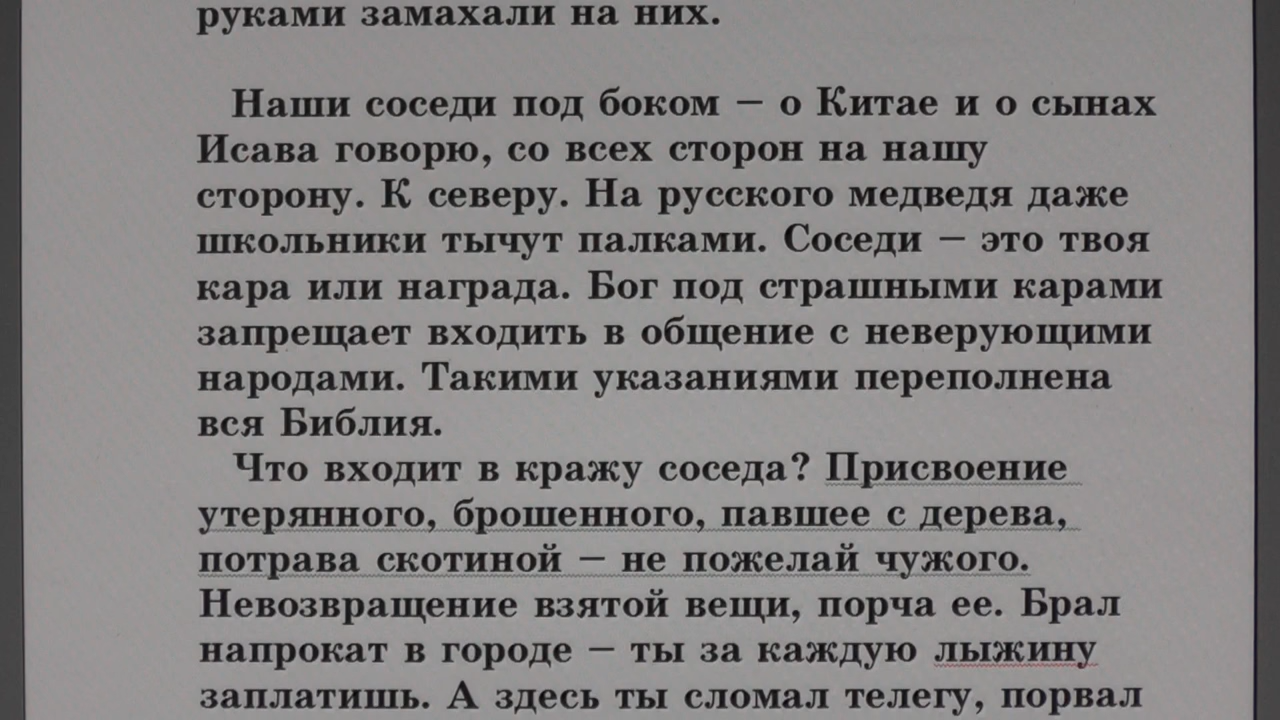 руками замахали на них.
Наши соседи под боком – о Китае и о сынах
Исава говорю, со всех сторон на нашу
сторону. К северу. На русского медведя даже
школьники тычут палками. Соседи – это твоя
кара или награда. Бог под страшными карами
запрещает входить в общение с неверующими
народами. Такими указаниями переполнена
вся Библия.
Что входит в кражу соседа? Присвоение
утерянного, брошенного, павшее с дерева,
потрава скотиной – не пожелай чужого.
Невозвращение взятой вещи, порча ее. Брал
напрокат в городе – ты за каждую лыжину
заплатишь. А здесь ты сломал телегу, порвал